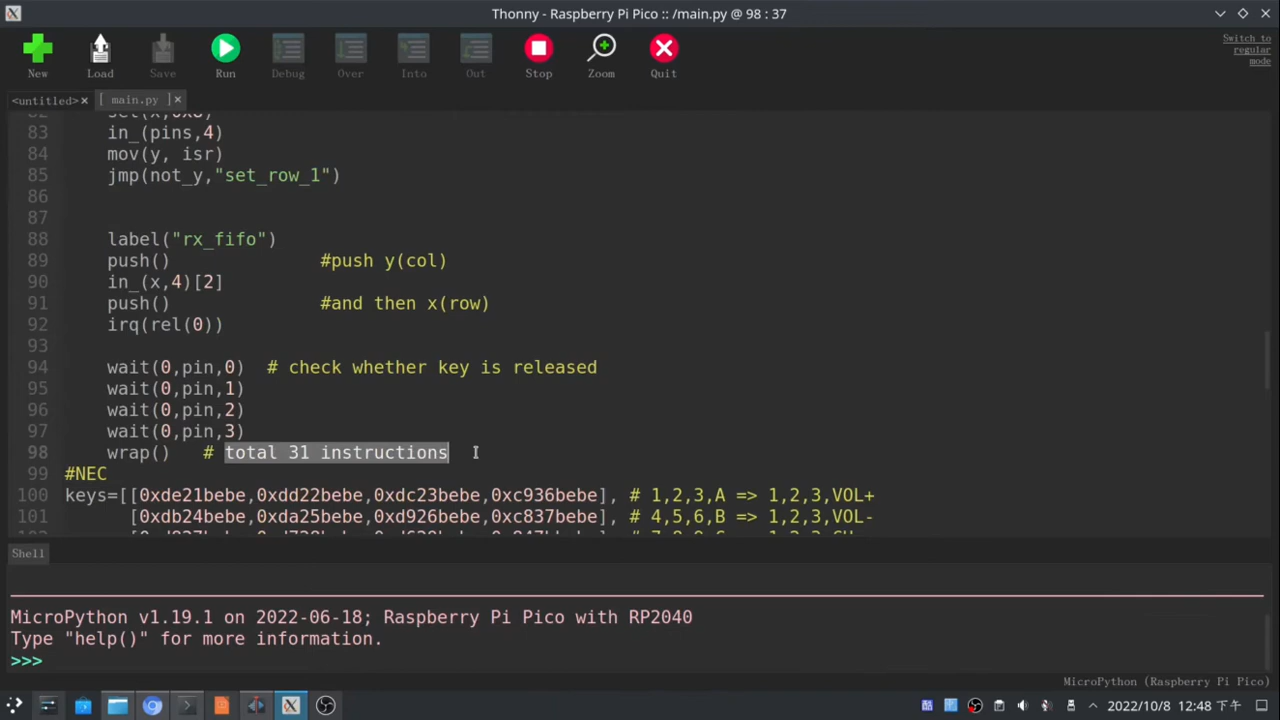 Thonny - Raspberry Pi Pico :: /main.py @ 98 : 37
New Load Save Run Debug Over Into Out Stop Zoom Quit
Switch to
regular
mode
<untitled> × [ main.py ] ×
83 in_(pins,4)
84 mov(y, isr)
85 jmp(not_y,"set_row_1")
86
87
88 label("rx_fifo")
89 push() #push y(col)
90 in_(x,4)[2]
91 push() #and then x(row)
92 irq(rel(0))
93
94 wait(0,pin,0) # check whether key is released
95 wait(0,pin,1)
96 wait(0,pin,2)
97 wait(0,pin,3)
98 wrap() # total 31 instructions
99 #NEC
100 keys=[[0xde21bebe,0xdd22bebe,0xdc23bebe,0xc936bebe], # 1,2,3,A => 1,2,3,VOL+
101 [0xdb24bebe,0xda25bebe,0xd926bebe,0xc837bebe], # 4,5,6,B => 1,2,3,VOL-
Shell
MicroPython v1.19.1 on 2022-06-18; Raspberry Pi Pico with RP2040
Type "help()" for more information.
>>>
MicroPython (Raspberry Pi Pico)
2022/10/8 12:48 下午